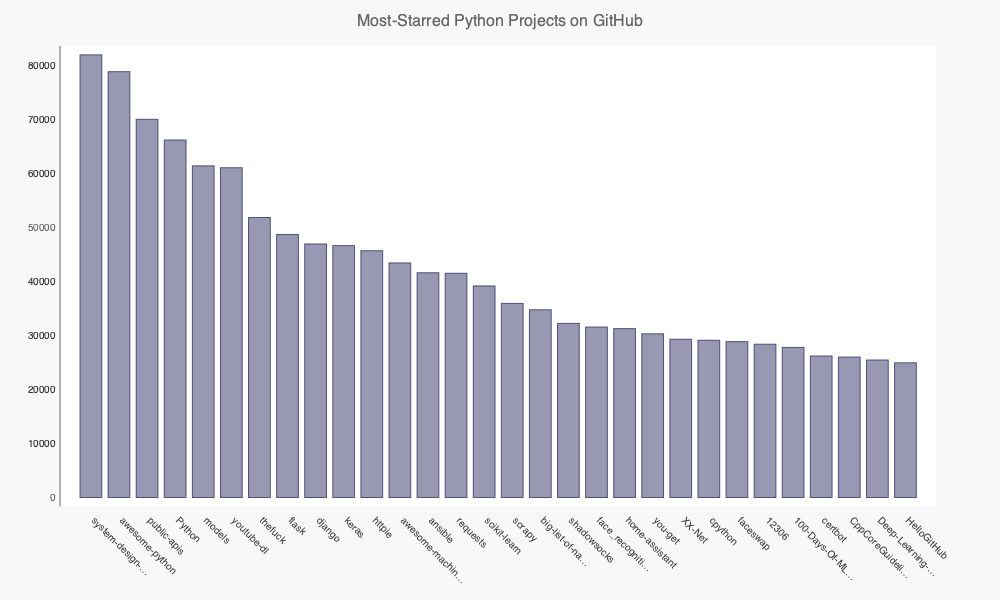 Most-Starred Python Projects on GitHub
80000
70000
60000
50000
40000
30000
20000
10000
0
system-design-...
awesome-python
public-apis
Python
models
youtube-dl
thefuck
flask
django
keras
httpie
awesome-machin...
ansible
requests
scikit-learn
scrapy
big-list-of-na...
shadowsocks
face_recogniti...
home-assistant
you-get
XX-Net
cpython
faceswap
12306
100-Days-Of-ML...
certbot
CppCoreGuideli...
Deep-Learning-...
HelloGitHub